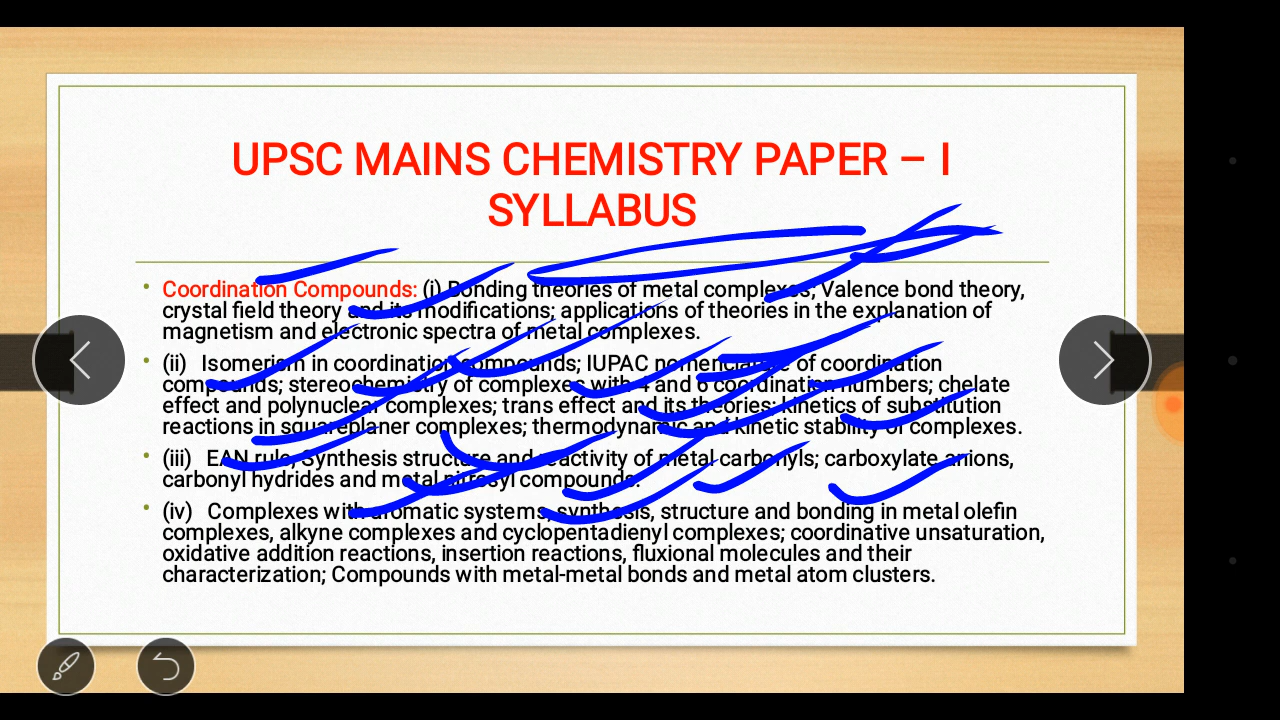 UPSC MAINS CHEMISTRY PAPER – I
SYLLABUS
• Coordination Compounds: (i) Bonding theories of metal complexes; Valence bond theory,
crystal field theory and its modifications; applications of theories in the explanation of
magnetism and electronic spectra of metal complexes.
• (ii) Isomerism in coordination compounds; IUPAC nomenclature of coordination
compounds; stereochemistry of complexes with 4 and 6 coordination numbers; chelate
effect and polynuclear complexes; trans effect and its theories; kinetics of substitution
reactions in squareplaner complexes; thermodynamic and kinetic stability of complexes.
• (iii) EAN rule, Synthesis structure and reactivity of metal carbonyls; carboxylate anions,
carbonyl hydrides and metal nitrosyl compounds.
• (iv) Complexes with aromatic systems, synthesis, structure and bonding in metal olefin
complexes, alkyne complexes and cyclopentadienyl complexes; coordinative unsaturation,
oxidative addition reactions, insertion reactions, fluxional molecules and their
characterization; Compounds with metal-metal bonds and metal atom clusters.